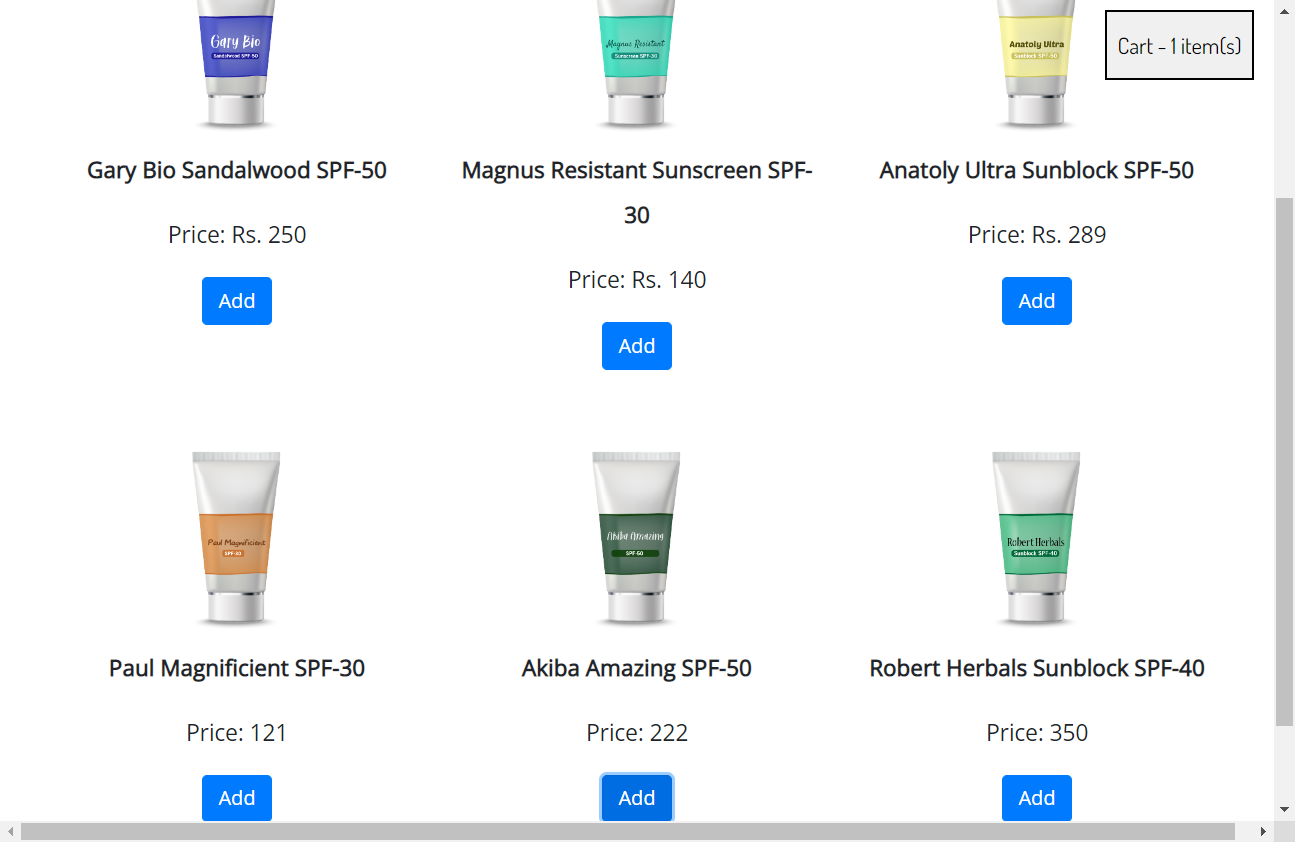 Gary Bio
Sandalwood SPF-50
Magnus Resistant
Sunscreen SPF-30
Anatoly Ultra
Sunblock SPF-50
Cart - 1 item(s)
Gary Bio Sandalwood SPF-50
Price: Rs. 250
Add
Magnus Resistant Sunscreen SPF-
30
Price: Rs. 140
Add
Anatoly Ultra Sunblock SPF-50
Price: Rs. 289
Add
Paul Magnificient
SPF-30
Akiba Amazing
SPF-50
Robert Herbals
Sunblock SPF-40
Paul Magnificient SPF-30
Price: 121
Add
Akiba Amazing SPF-50
Price: 222
Add
Robert Herbals Sunblock SPF-40
Price: 350
Add